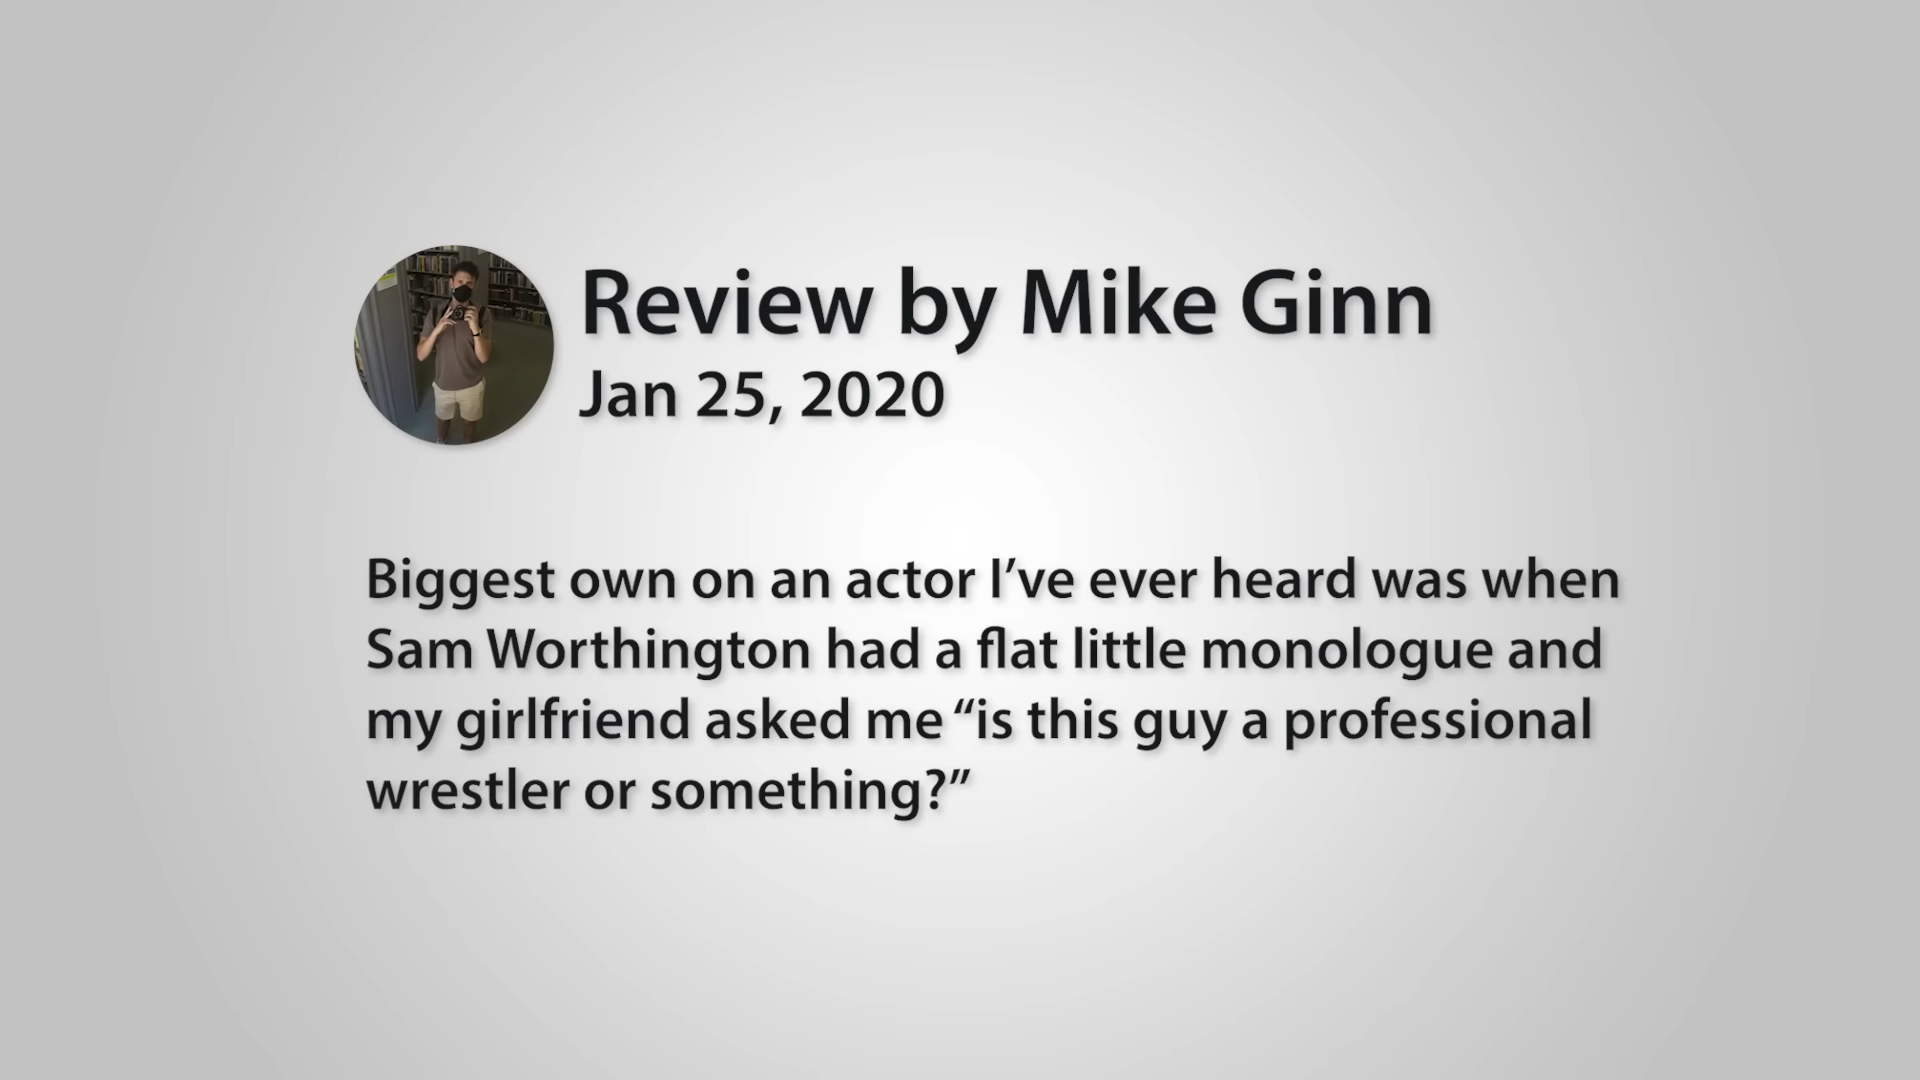 Review by Mike Ginn
Jan 25, 2020
Biggest own on an actor I’ve ever heard was when
Sam Worthington had a flat little monologue and
my girlfriend asked me “is this guy a professional
wrestler or something?”